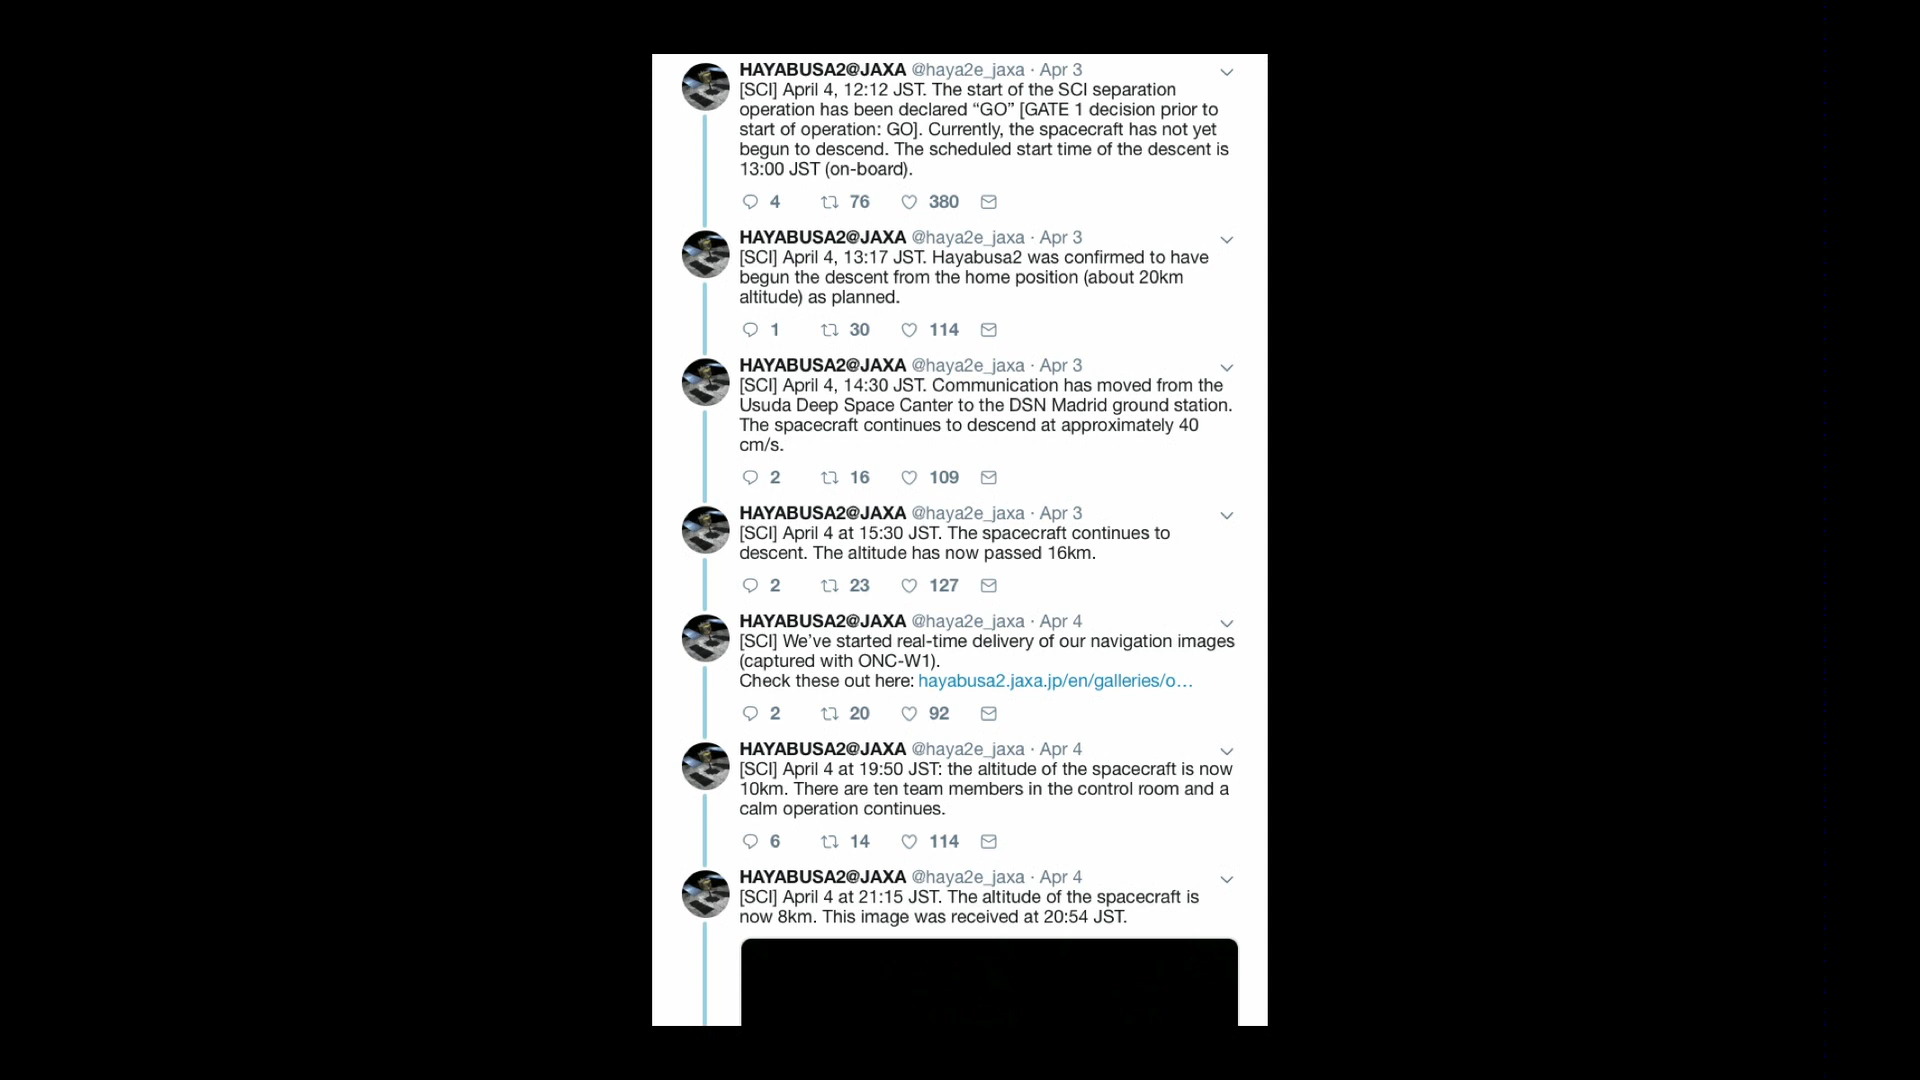 HAYABUSA2@JAXA @haya2e_jaxa · Apr 3
[SCI] April 4, 12:12 JST. The start of the SCI separation
operation has been declared “GO” [GATE 1 decision prior to
start of operation: GO]. Currently, the spacecraft has not yet
begun to descend. The scheduled start time of the descent is
13:00 JST (on-board).
4 76 380
HAYABUSA2@JAXA @haya2e_jaxa · Apr 3
[SCI] April 4, 13:17 JST. Hayabusa2 was confirmed to have
begun the descent from the home position (about 20km
altitude) as planned.
1 30 114
HAYABUSA2@JAXA @haya2e_jaxa · Apr 3
[SCI] April 4, 14:30 JST. Communication has moved from the
Usuda Deep Space Canter to the DSN Madrid ground station.
The spacecraft continues to descend at approximately 40
cm/s.
2 16 109
HAYABUSA2@JAXA @haya2e_jaxa · Apr 3
[SCI] April 4 at 15:30 JST. The spacecraft continues to
descent. The altitude has now passed 16km.
2 23 127
HAYABUSA2@JAXA @haya2e_jaxa · Apr 4
[SCI] We’ve started real-time delivery of our navigation images
(captured with ONC-W1).
Check these out here: hayabusa2.jaxa.jp/en/galleries/o…
2 20 92
HAYABUSA2@JAXA @haya2e_jaxa · Apr 4
[SCI] April 4 at 19:50 JST: the altitude of the spacecraft is now
10km. There are ten team members in the control room and a
calm operation continues.
6 14 114
HAYABUSA2@JAXA @haya2e_jaxa · Apr 4
[SCI] April 4 at 21:15 JST. The altitude of the spacecraft is
now 8km. This image was received at 20:54 JST.